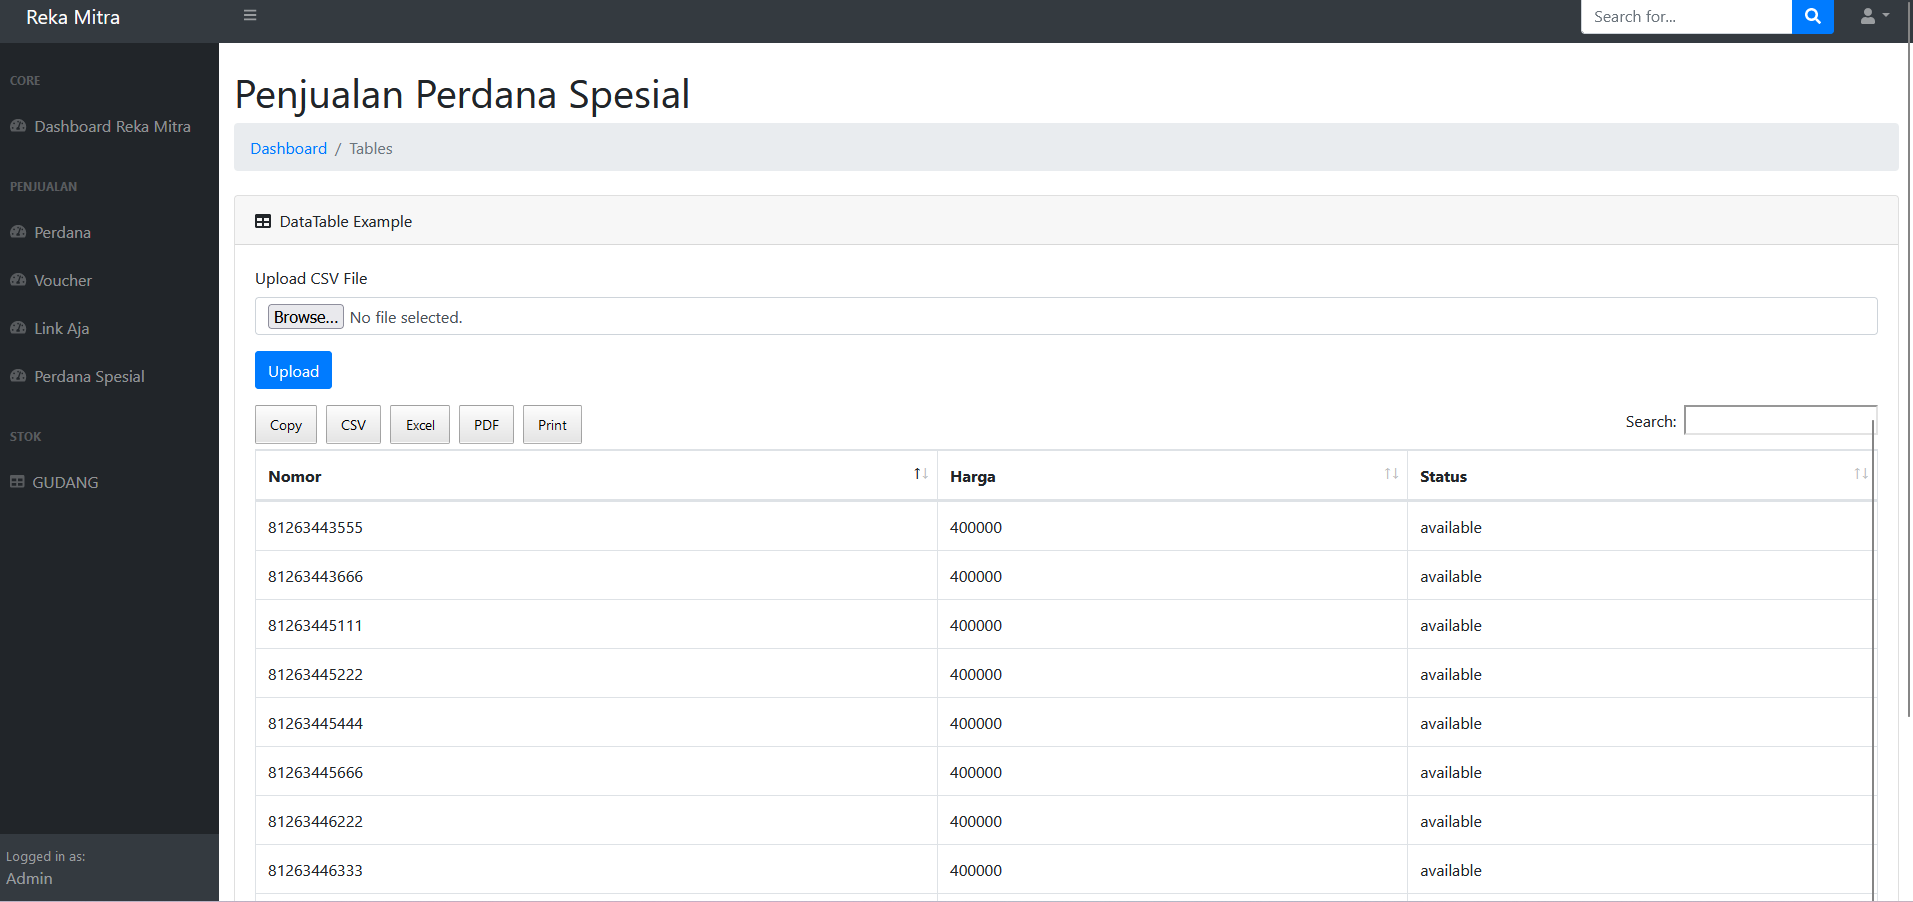 Reka Mitra
Search for...
CORE
Dashboard Reka Mitra
PENJUALAN
Perdana
Voucher
Link Aja
Perdana Spesial
STOK
GUDANG
Logged in as:
Admin
Penjualan Perdana Spesial
Dashboard / Tables
DataTable Example
Upload CSV File
Browse... No file selected.
Upload
Copy CSV Excel PDF Print Search:
Nomor Harga Status
81263443555 400000 available
81263443666 400000 available
81263445111 400000 available
81263445222 400000 available
81263445444 400000 available
81263445666 400000 available
81263446222 400000 available
81263446333 400000 available